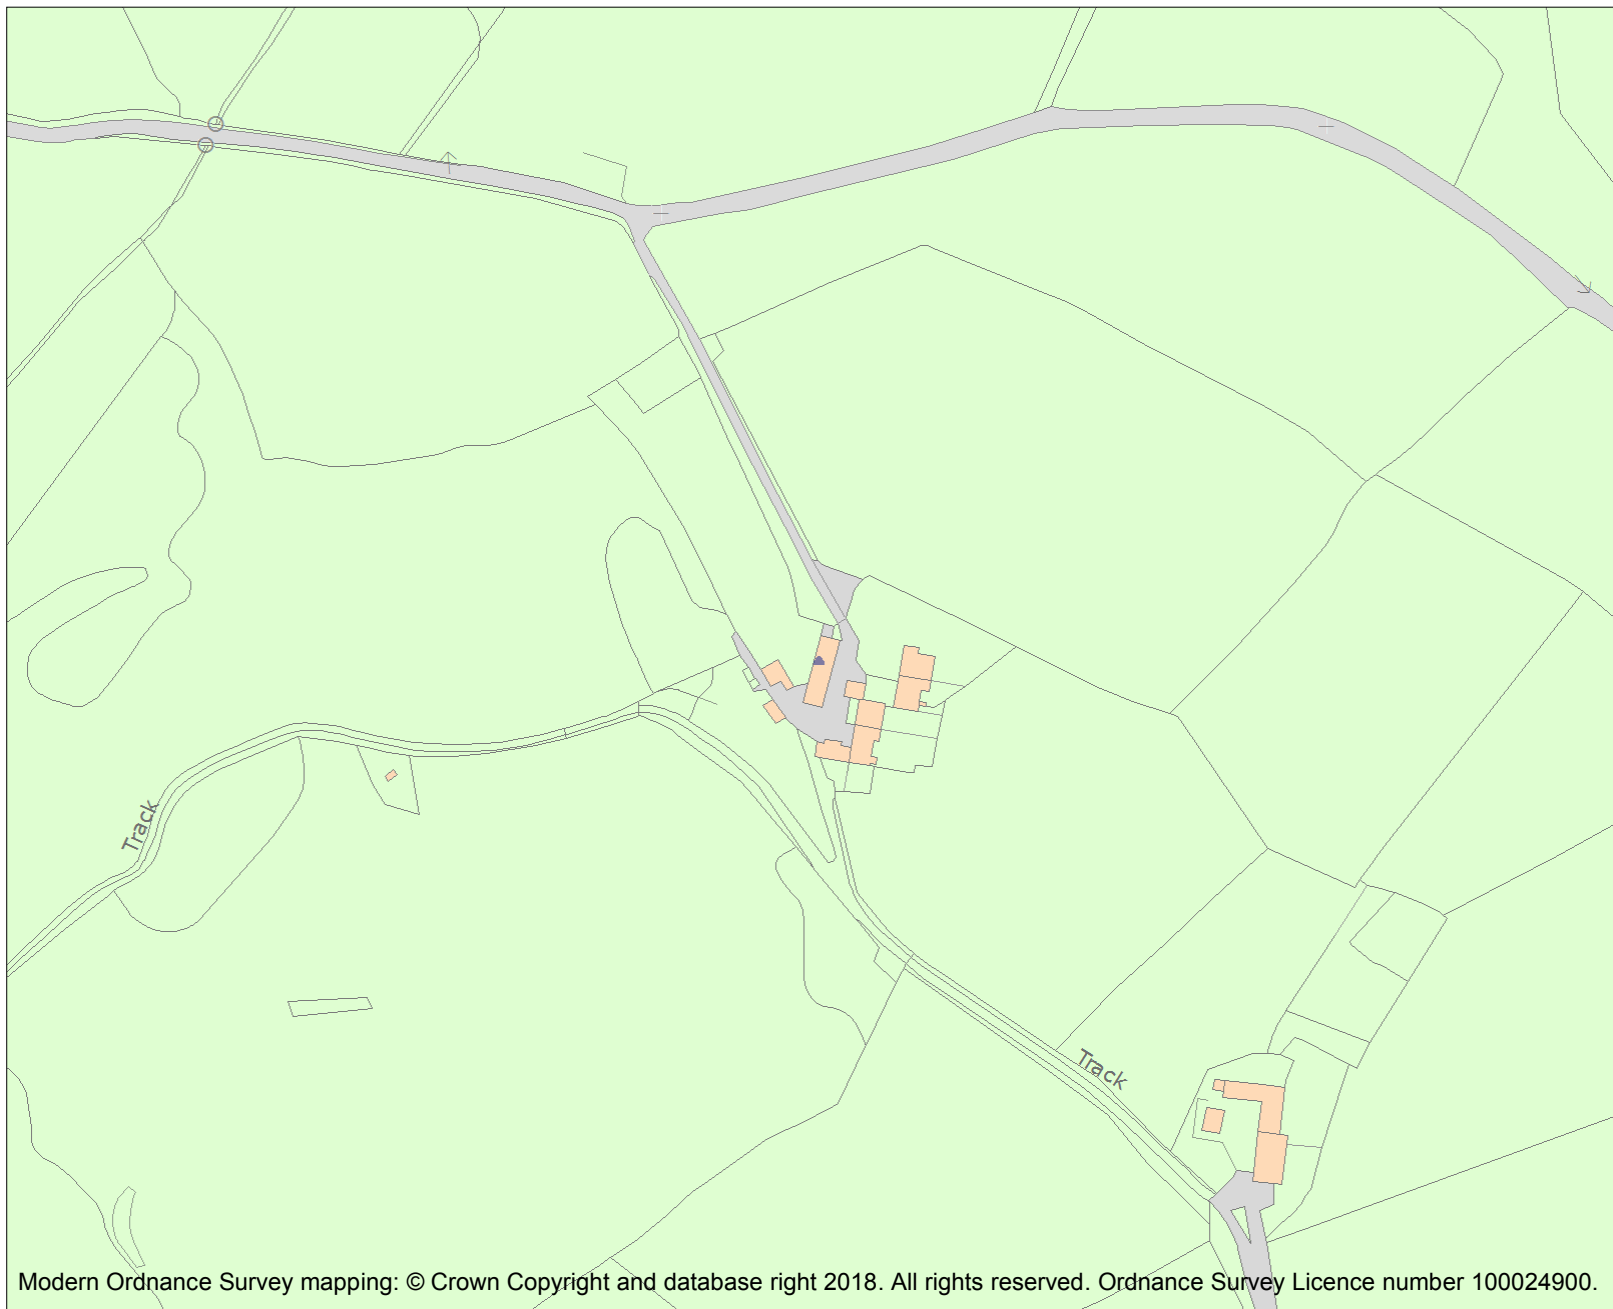 Track
Track
Modern Ordnance Survey mapping: © Crown Copyright and database right 2018. All rights reserved. Ordnance Survey Licence number 100024900.